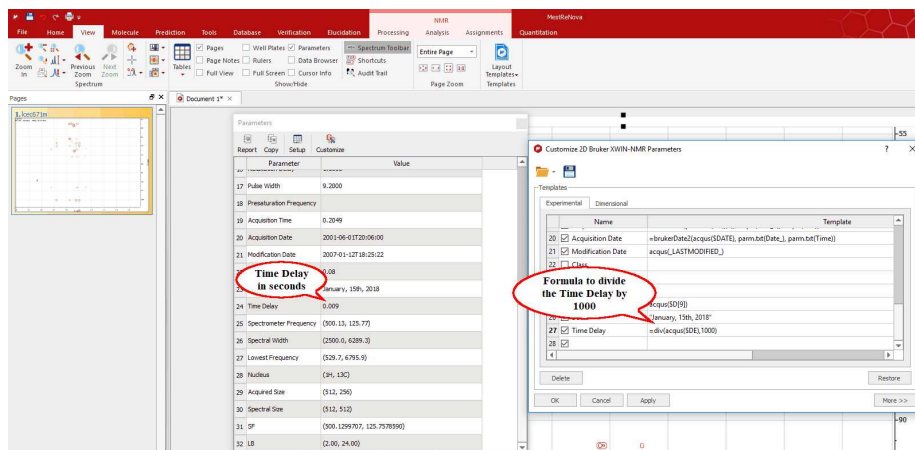 NMR
MestReNova
File Home View Molecule Prediction Tools Database Verification Elucidation Processing Analysis Assignments Quantitation
Zoom In
Previous Zoom
Next Zoom
Spectrum
Tables
Pages Well Plates Parameters
Page Notes Rulers Data Browser
Full View Full Screen Cursor Info
Spectrum Toolbar
Shortcuts
Audit Trail
Show/Hide
Entire Page
Page Zoom
Layout Templates
Templates
Pages
Document 1*
1. Jceo971m
Parameters
Report Copy Setup Customize
Parameter Value
17 Pulse Width 9.2000
18 Presaturation Frequency
19 Acquisition Time 0.2049
20 Acquisition Date 2001-06-01T20:06:00
21 Modification Date 2007-01-12T18:25:22
0.08
January, 15th, 2018
24 Time Delay 0.009
25 Spectrometer Frequency (500.13, 125.77)
26 Spectral Width (2500.0, 6289.3)
27 Lowest Frequency (529.7, 6795.9)
28 Nucleus (1H, 13C)
29 Acquired Size (512, 256)
30 Spectral Size (512, 512)
31 SF (500.1299707, 125.7578590)
32 LB (2.00, 24.00)
Time Delay
in seconds
-55
Customize 2D Bruker XWIN-NMR Parameters ? X
Templates
Experimental Dimensional
Name Template
20 Acquisition Date =brukerDate2(acqus($DATE), parm.txt(Date_), parm.txt(Time))
21 Modification Date acqus(_LASTMODIFIED_)
22 Class
acqus($D[9])
"January, 15th, 2018"
27 Time Delay =div(acqus($DE),1000)
28
Formula to divide
the Time Delay by
1000
Delete Restore
OK Cancel Apply More >>
-90